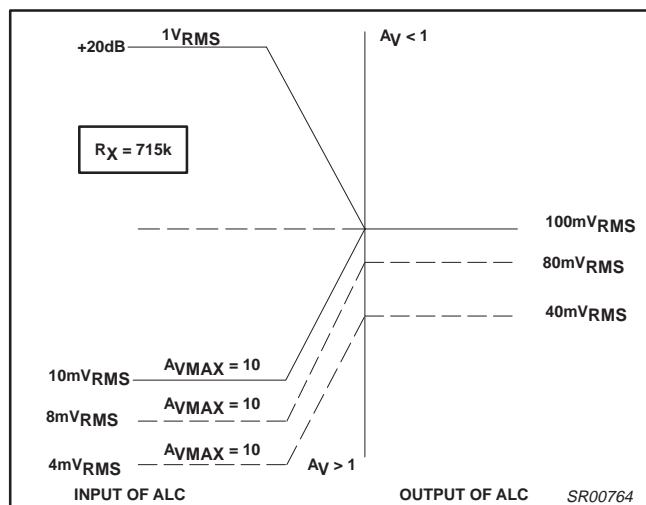 +20dB
1VRMS
AV < 1
RX = 715k
100mVRMS
80mVRMS
40mVRMS
10mVRMS
AVMAX = 10
8mVRMS
AVMAX = 10
4mVRMS
AVMAX = 10
AV > 1
INPUT OF ALC
OUTPUT OF ALC
SR00764